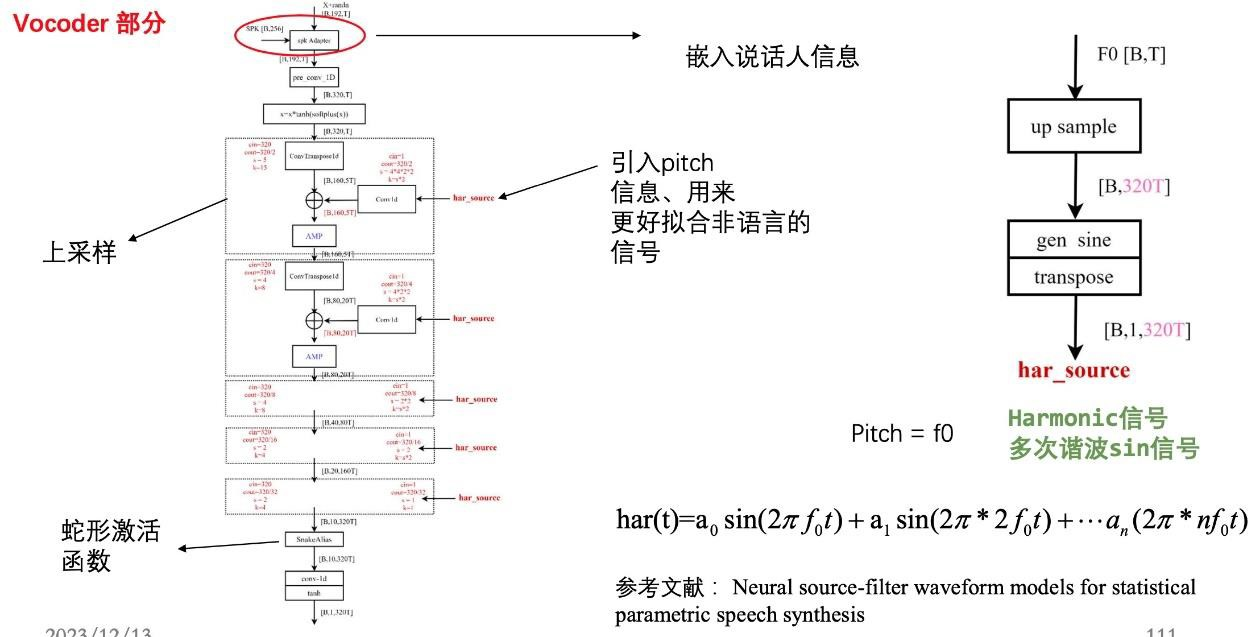 Vocoder 部分
X+randn
[B,192,T]
SPK [B,256]
spk Adapter
[B,192,T]
pre_conv_1D
[B,320,T]
x=x*tanh(softplus(x))
[B,320,T]
cin=320
cout=320/2
s = 5
k=15
ConvTranspose1d
cin=1
cout=320/2
s = 4*4*2*2
k=s*2
[B,160,5T]
Conv1d
har_source
[B,160,5T]
AMP
[B,160,5T]
cin=320
cout=320/4
s = 4
k=8
ConvTranspose1d
cin=1
cout=320/4
s = 4*2*2
k=s*2
[B,80,20T]
Conv1d
har_source
[B,80,20T]
AMP
[B,80,20T]
cin=320
cout=320/8
s = 4
k=8
cin=1
cout=320/8
s = 2*2
k=s*2
har_source
[B,40,80T]
cin=320
cout=320/16
s = 2
k=4
cin=1
cout=320/16
s = 2
k=s*2
har_source
[B,20,160T]
cin=320
cout=320/32
s = 2
k=4
cin=1
cout=320/32
s = 1
k=1
har_source
[B,10,320T]
SnakeAlias
[B,10,320T]
conv-1d
tanh
[B,1,320T]
上采样
蛇形激活
函数
嵌入说话人信息
引入pitch
信息、用来
更好拟合非语言的
信号
F0 [B,T]
up sample
[B,320T]
gen sine
transpose
[B,1,320T]
har_source
Pitch = f0
Harmonic信号
多次谐波sin信号
har(t)=a₀ sin(2π f₀t) + a₁ sin(2π * 2 f₀t) + ⋯ aₙ (2π * nf₀t)
参考文献： Neural source-filter waveform models for statistical
parametric speech synthesis
2023/12/13
111